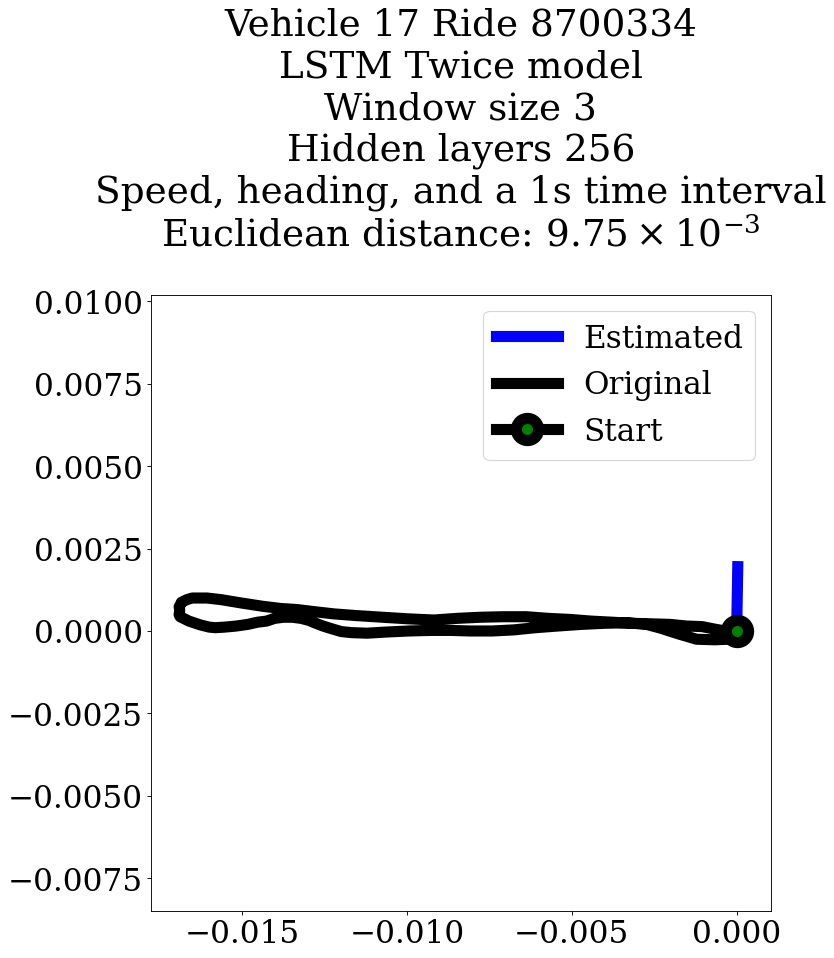 Vehicle 17 Ride 8700334
LSTM Twice model
Window size 3
Hidden layers 256
Speed, heading, and a 1s time interval
Euclidean distance: 9.75 × 10⁻³
0.0100
0.0075
0.0050
0.0025
0.0000
−0.0025
−0.0050
−0.0075
Estimated
Original
Start
−0.015 −0.010 −0.005 0.000